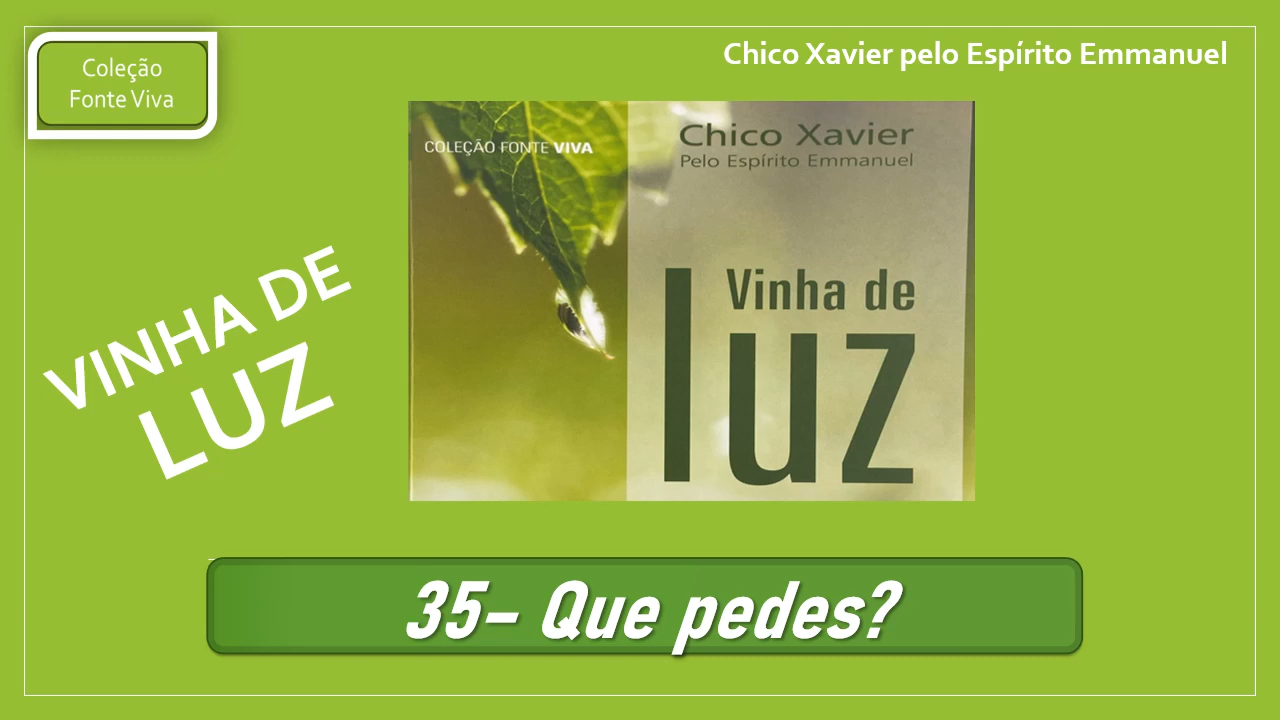 Coleção
Fonte Viva
Chico Xavier pelo Espírito Emmanuel
COLEÇÃO FONTE VIVA
Chico Xavier
Pelo Espírito Emmanuel
Vinha de
luz
VINHA DE
LUZ
35– Que pedes?